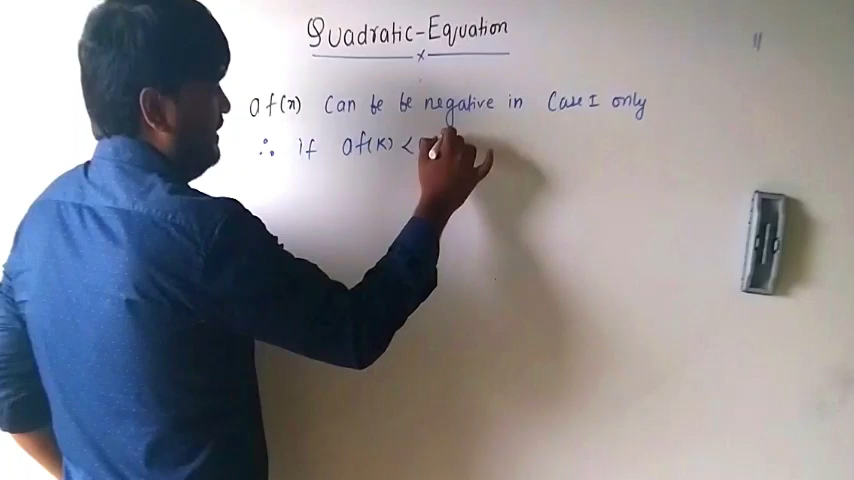 Quadratic-Equation
af(x) Can be be negative in Case I only
∴ if af(k) <